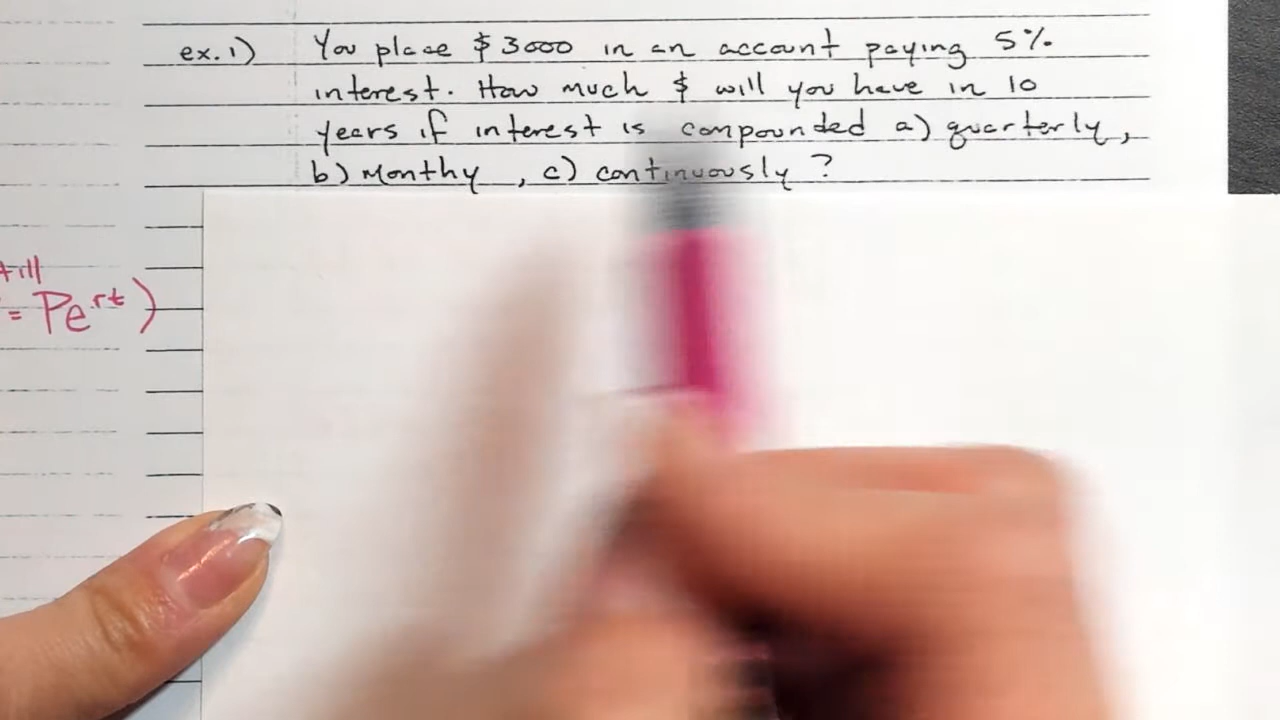 ex. 1) You place $3000 in an account paying 5%
interest. How much $ will you have in 10
years if interest is compounded a) quarterly,
b) monthy, c) continuously?
= Pe^rt)